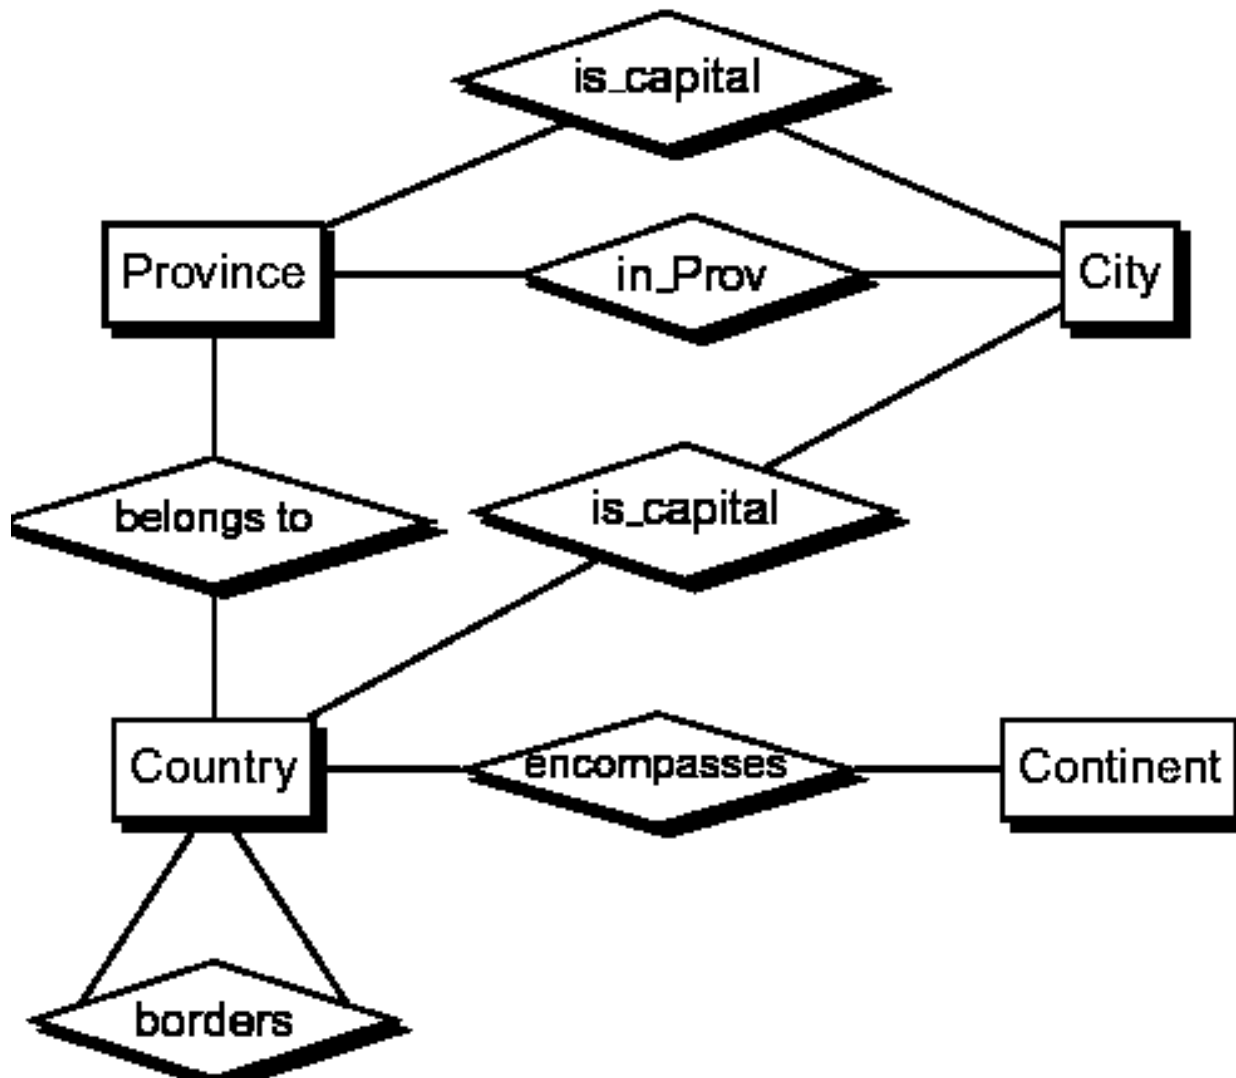 is_capital
Province
in_Prov
City
belongs to
is_capital
Country
encompasses
Continent
borders